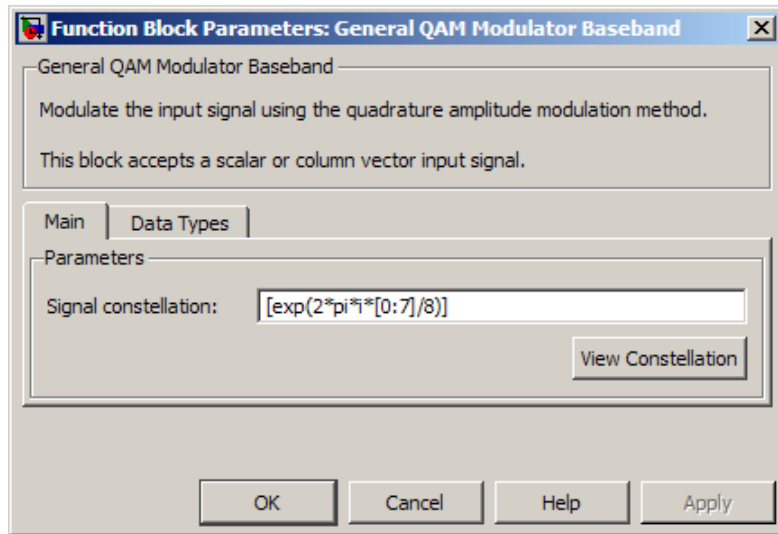 Function Block Parameters: General QAM Modulator Baseband
General QAM Modulator Baseband
Modulate the input signal using the quadrature amplitude modulation method.
This block accepts a scalar or column vector input signal.
Main
Data Types
Parameters
Signal constellation:
[exp(2*pi*i*[0:7]/8)]
View Constellation
OK
Cancel
Help
Apply